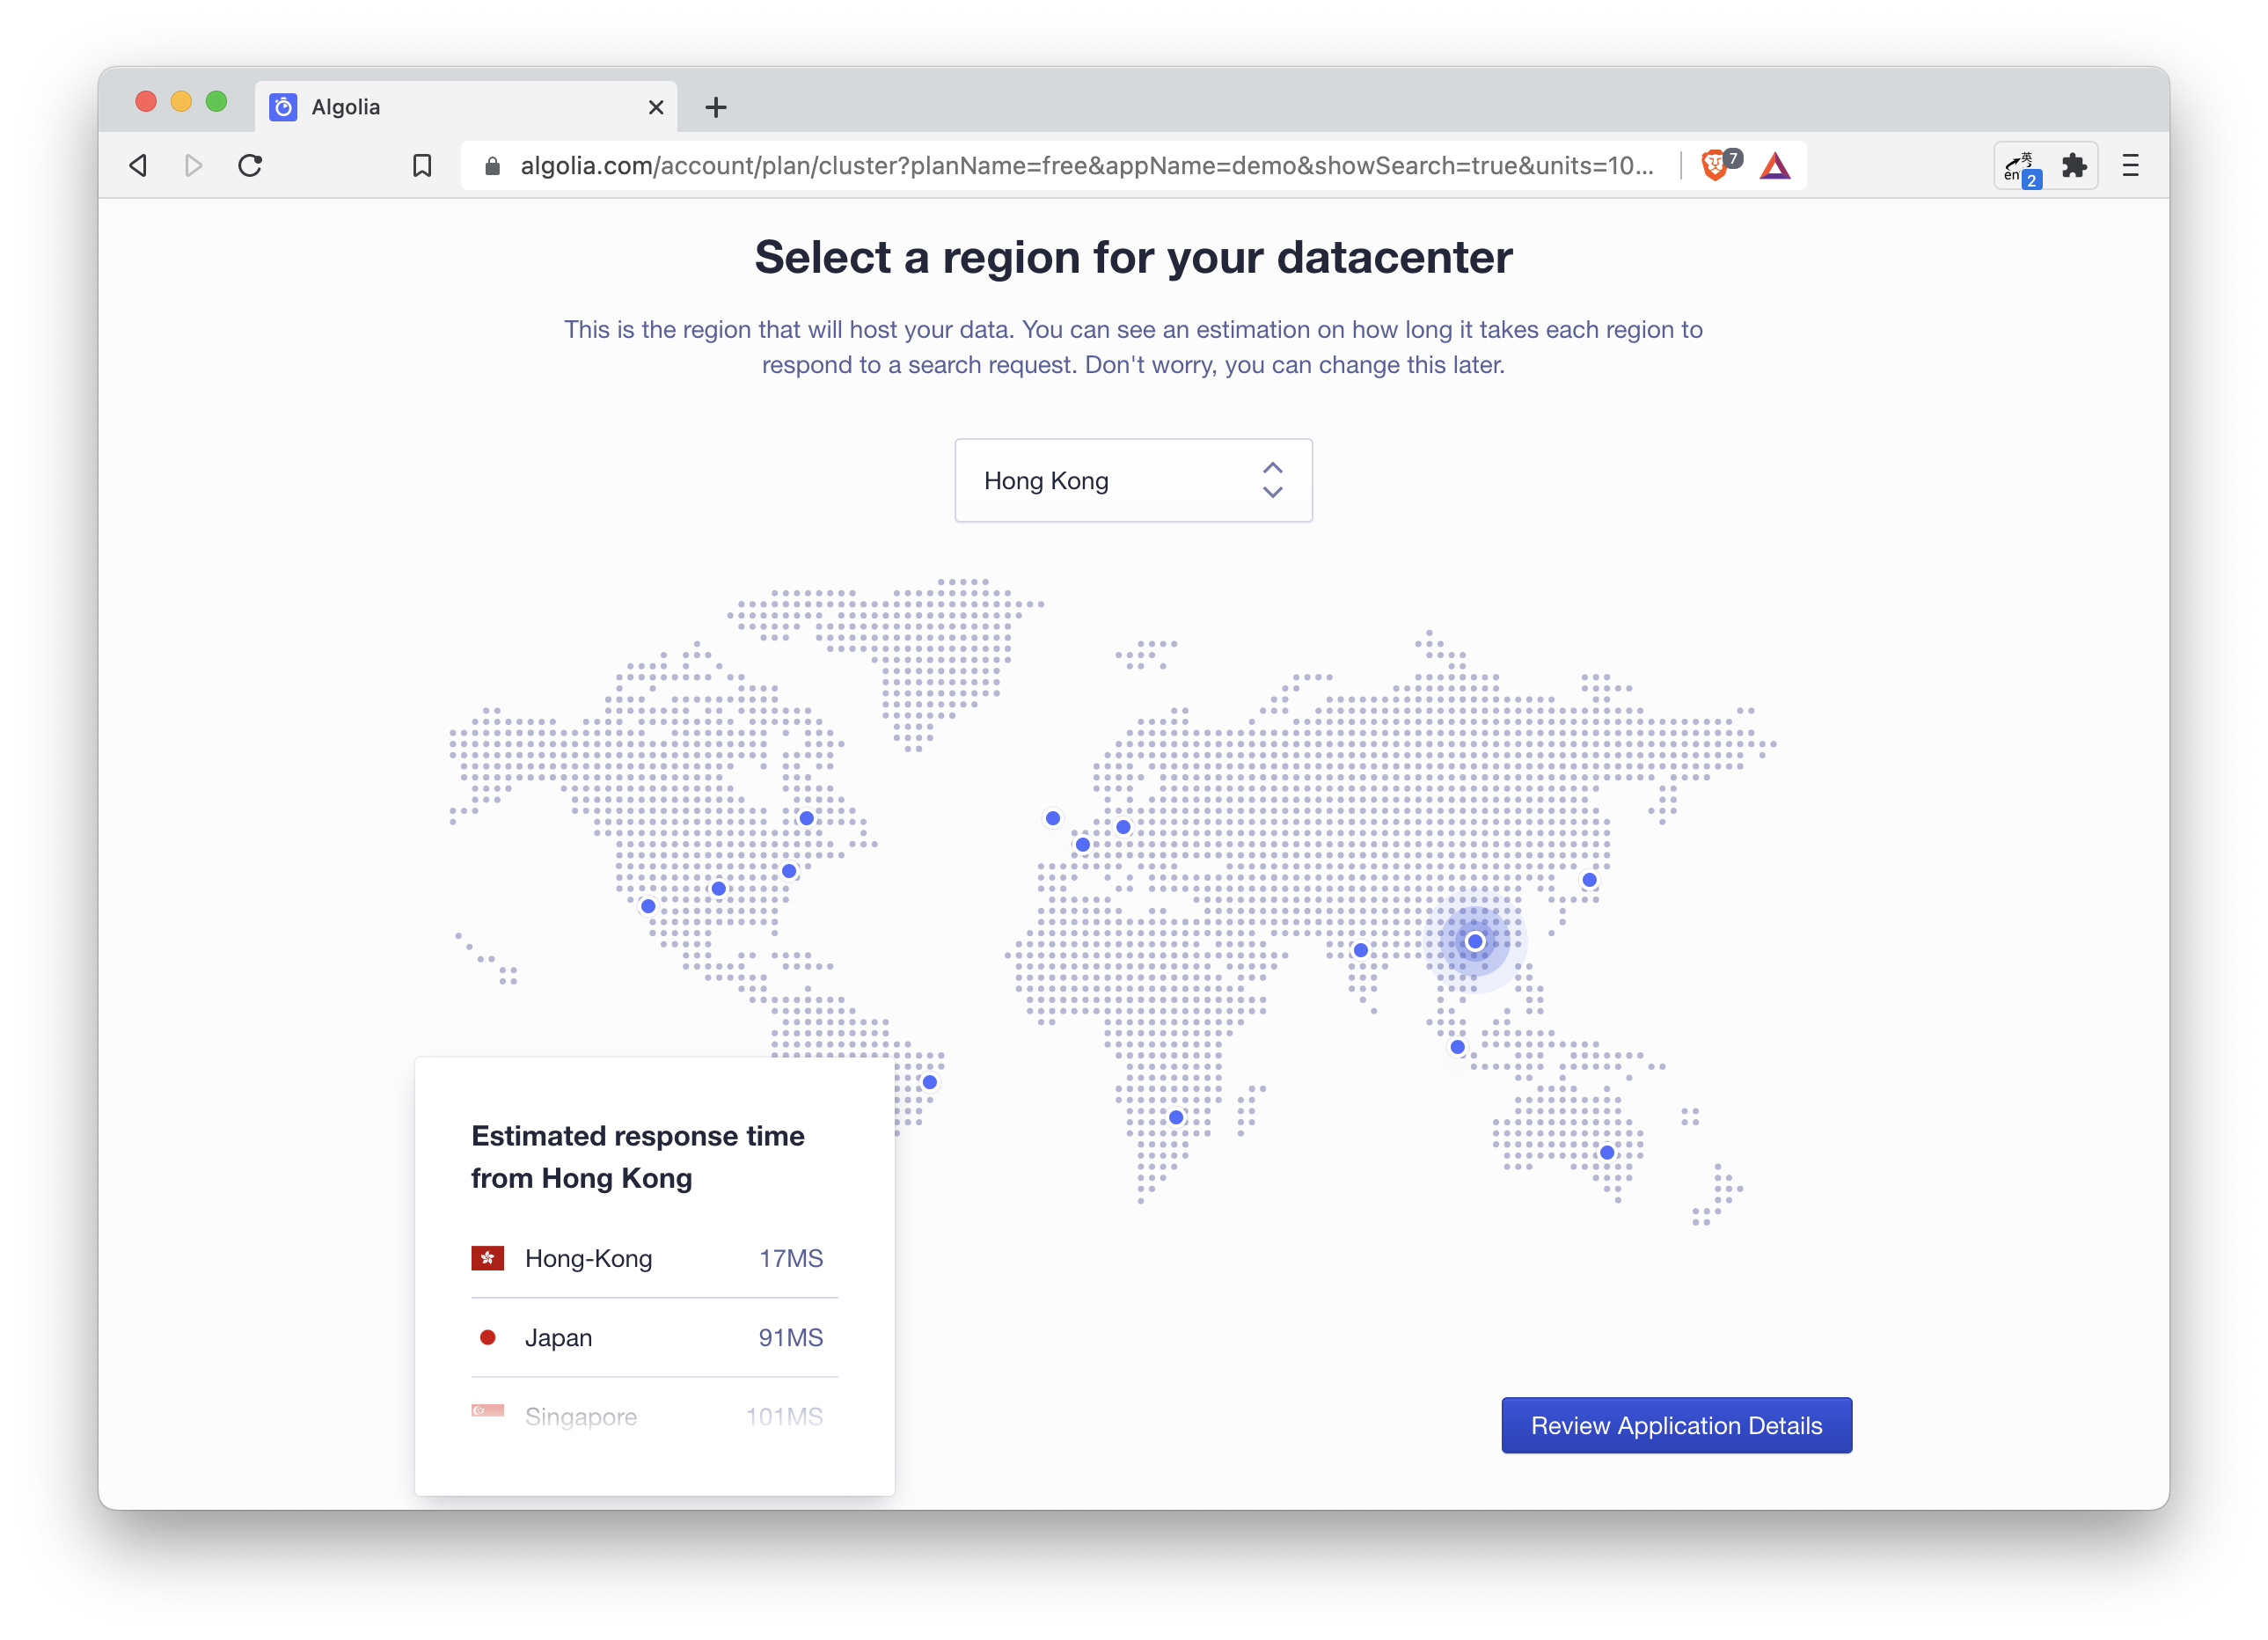 Algolia
algolia.com/account/plan/cluster?planName=free&appName=demo&showSearch=true&units=10...
7
英
en
2
Select a region for your datacenter
This is the region that will host your data. You can see an estimation on how long it takes each region to
respond to a search request. Don't worry, you can change this later.
Hong Kong
Estimated response time
from Hong Kong
Hong-Kong 17MS
Japan 91MS
Singapore 101MS
Review Application Details